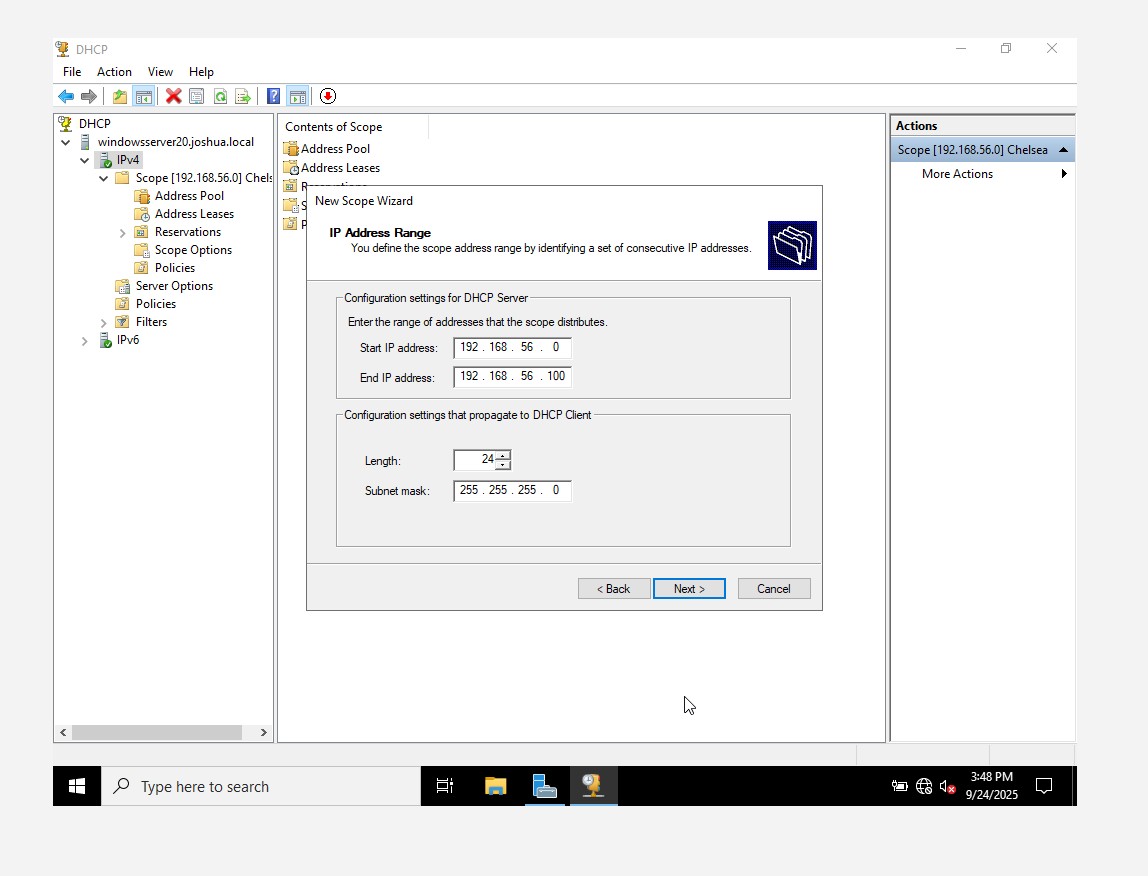 DHCP
File Action View Help
DHCP
windowsserver20.joshua.local
IPv4
Scope [192.168.56.0] Chels
Address Pool
Address Leases
Reservations
Scope Options
Policies
Server Options
Policies
Filters
IPv6
Contents of Scope
Address Pool
Address Leases
New Scope Wizard
IP Address Range
You define the scope address range by identifying a set of consecutive IP addresses.
Configuration settings for DHCP Server
Enter the range of addresses that the scope distributes.
Start IP address: 192 . 168 . 56 . 0
End IP address: 192 . 168 . 56 . 100
Configuration settings that propagate to DHCP Client
Length: 24
Subnet mask: 255 . 255 . 255 . 0
< Back Next > Cancel
Actions
Scope [192.168.56.0] Chelsea
More Actions
Type here to search
3:48 PM
9/24/2025